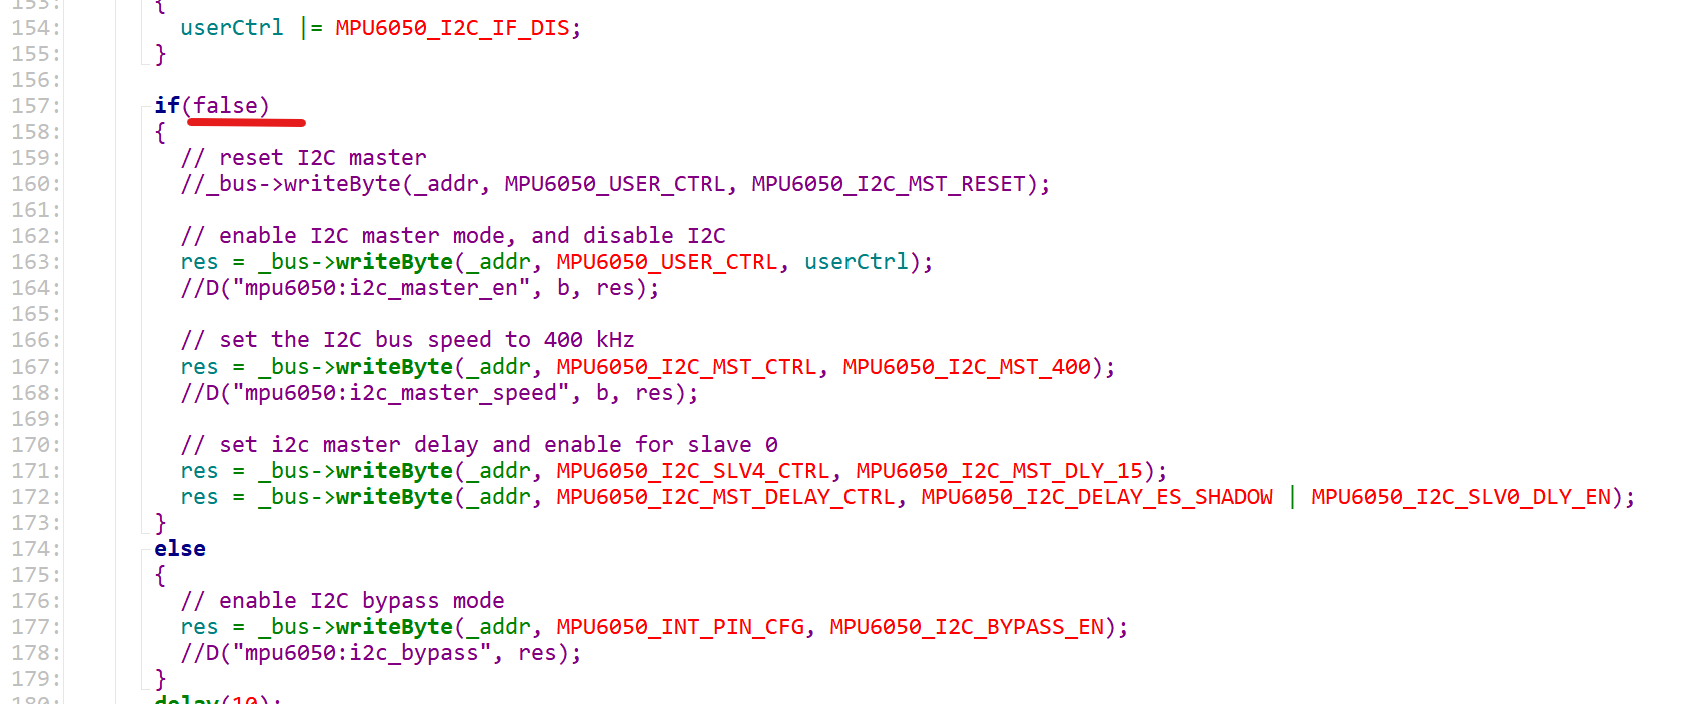 153: {
154: userCtrl |= MPU6050_I2C_IF_DIS;
155: }
156:
157: if(false)
158: {
159: // reset I2C master
160: //_bus->writeByte(_addr, MPU6050_USER_CTRL, MPU6050_I2C_MST_RESET);
161:
162: // enable I2C master mode, and disable I2C
163: res = _bus->writeByte(_addr, MPU6050_USER_CTRL, userCtrl);
164: //D("mpu6050:i2c_master_en", b, res);
165:
166: // set the I2C bus speed to 400 kHz
167: res = _bus->writeByte(_addr, MPU6050_I2C_MST_CTRL, MPU6050_I2C_MST_400);
168: //D("mpu6050:i2c_master_speed", b, res);
169:
170: // set i2c master delay and enable for slave 0
171: res = _bus->writeByte(_addr, MPU6050_I2C_SLV4_CTRL, MPU6050_I2C_MST_DLY_15);
172: res = _bus->writeByte(_addr, MPU6050_I2C_MST_DELAY_CTRL, MPU6050_I2C_DELAY_ES_SHADOW | MPU6050_I2C_SLV0_DLY_EN);
173: }
174: else
175: {
176: // enable I2C bypass mode
177: res = _bus->writeByte(_addr, MPU6050_INT_PIN_CFG, MPU6050_I2C_BYPASS_EN);
178: //D("mpu6050:i2c_bypass", res);
179: }
180: delay(10);